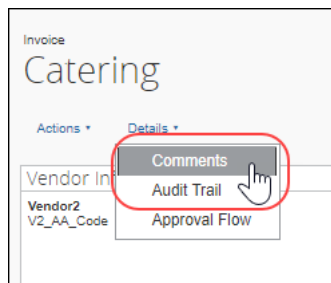 Invoice
Catering
Actions Details
Comments
Vendor In
Audit Trail
Vendor2
V2_AA_Code
Approval Flow